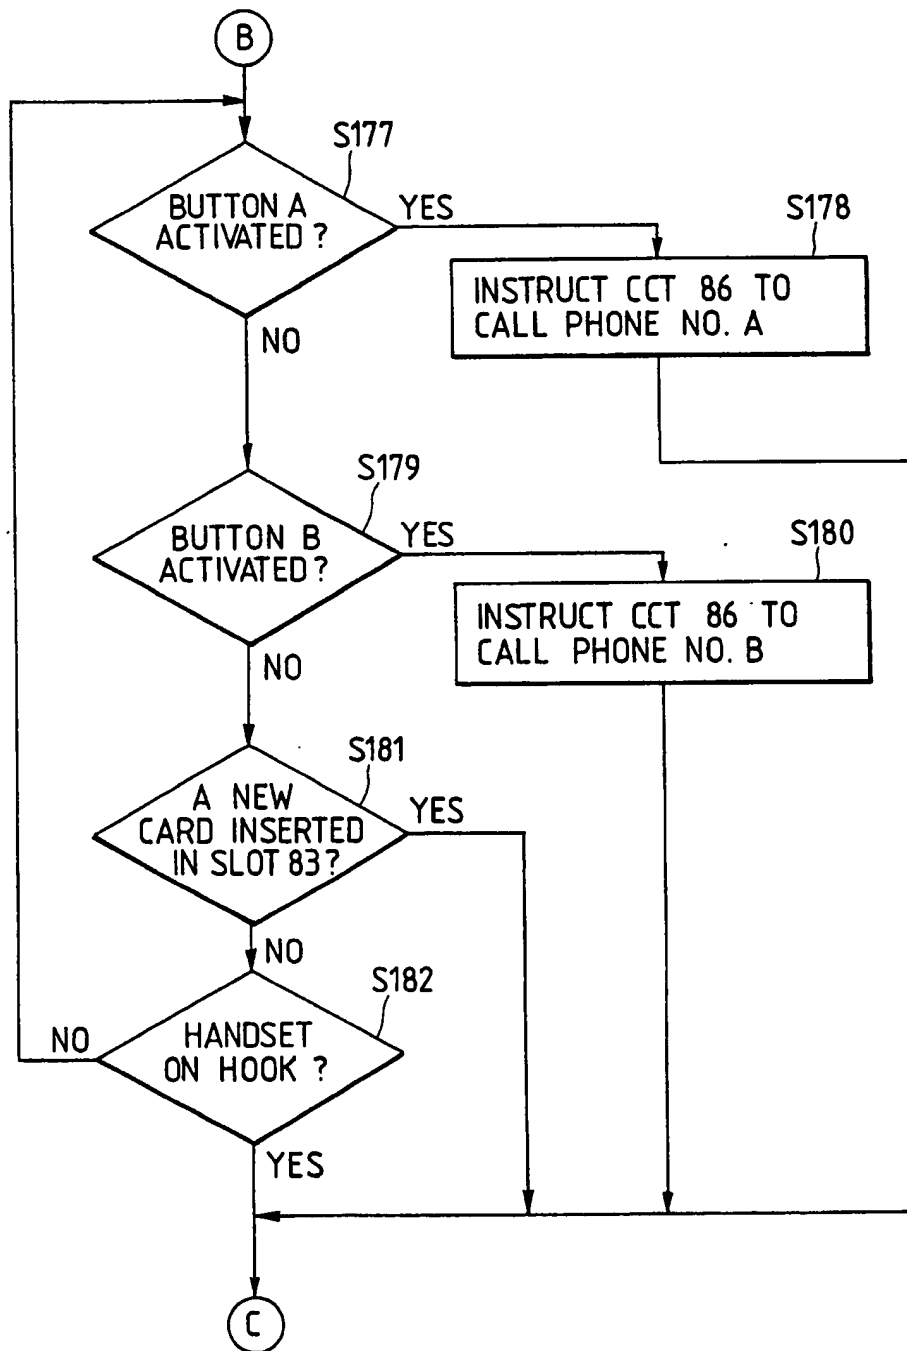 B
S177
BUTTON A
ACTIVATED ?
YES
S178
INSTRUCT CCT 86 TO
CALL PHONE NO. A
NO
S179
BUTTON B
ACTIVATED ?
YES
S180
INSTRUCT CCT 86 TO
CALL PHONE NO. B
NO
S181
A NEW
CARD INSERTED
IN SLOT 83 ?
YES
NO
S182
HANDSET
ON HOOK ?
NO
YES
C